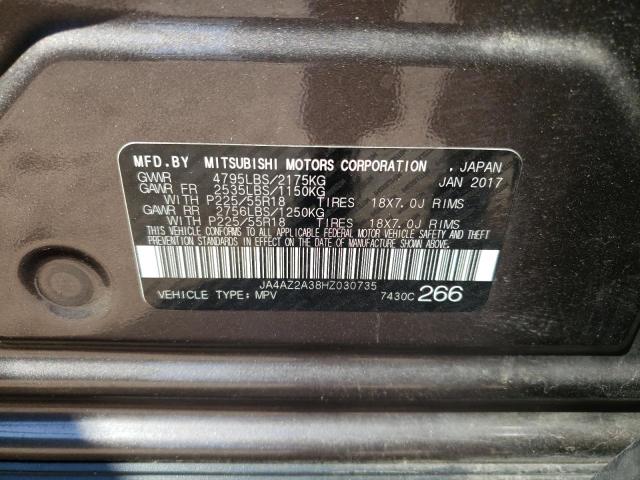 MFD.BY MITSUBISHI MOTORS CORPORATION , JAPAN
GVWR 4795LBS/2175KG JAN 2017
GAWR FR 2535LBS/1150KG
WITH P225/55R18 TIRES 18X7.0J RIMS
GAWR RR 2756LBS/1250KG
WITH P225/55R18 TIRES 18X7.0J RIMS
THIS VEHICLE CONFORMS TO ALL APPLICABLE FEDERAL MOTOR VEHICLE SAFETY AND THEFT
PREVENTION STANDARDS IN EFFECT ON THE DATE OF MANUFACTURE SHOWN ABOVE.
JA4AZ2A38HZ030735
VEHICLE TYPE: MPV 7430C 266